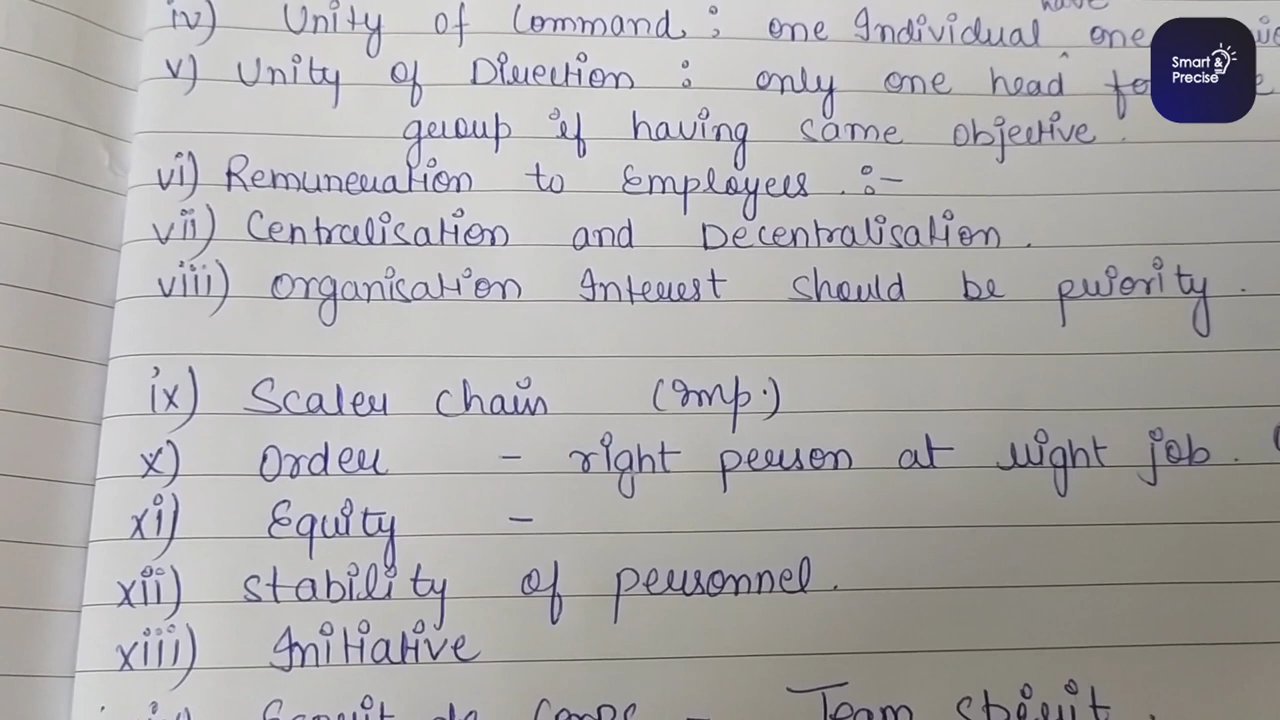 have
iv) Unity of Command : one Individual one
Smart & Precise
v) Unity of Direction : only one head
group if having same objective.
vi) Remuneration to Employees :-
vii) Centralisation and Decentralisation.
viii) Organisation Interest should be priority.
ix) Scaler chain (Imp.)
x) Order - right person at right job.
xi) Equity -
xii) Stability of personnel.
xiii) Initiative
Team